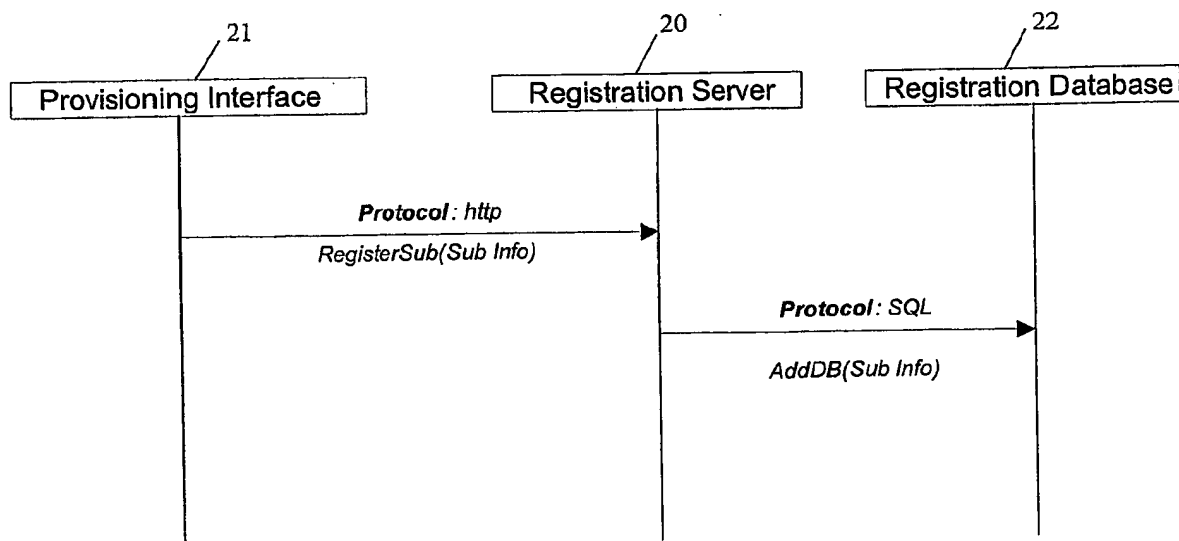 21
20
22
Provisioning Interface
Registration Server
Registration Database
Protocol: http
RegisterSub(Sub Info)
Protocol: SQL
AddDB(Sub Info)